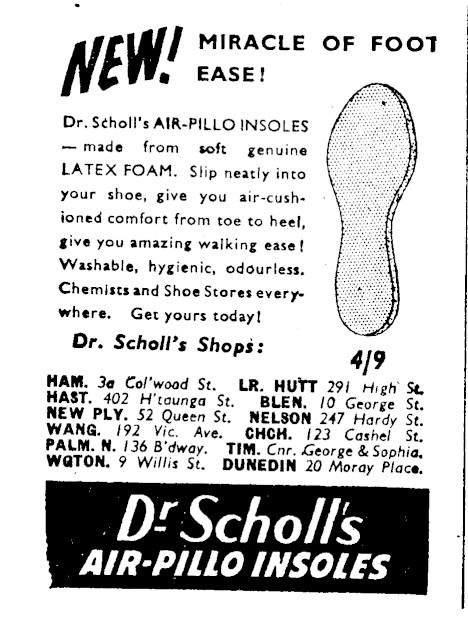 NEW! MIRACLE OF FOOT
EASE!
Dr. Scholl's AIR-PILLO INSOLES
— made from soft genuine
LATEX FOAM. Slip neatly into
your shoe, give you air-cush-
ioned comfort from toe to heel,
give you amazing walking ease!
Washable, hygienic, odourless.
Chemists and Shoe Stores every-
where. Get yours today!
Dr. Scholl's Shops:
4/9
HAM. 3a Col'wood St. LR. HUTT 291 High St.
HAST. 402 H'taunga St. BLEN. 10 George St.
NEW PLY. 52 Queen St. NELSON 247 Hardy St.
WANG. 192 Vic. Ave. CHCH. 123 Cashel St.
PALM. N. 136 B'dway. TIM. Cnr. George & Sophia.
WGTON. 9 Willis St. DUNEDIN 20 Moray Place.
Dr Scholl's
AIR-PILLO INSOLES